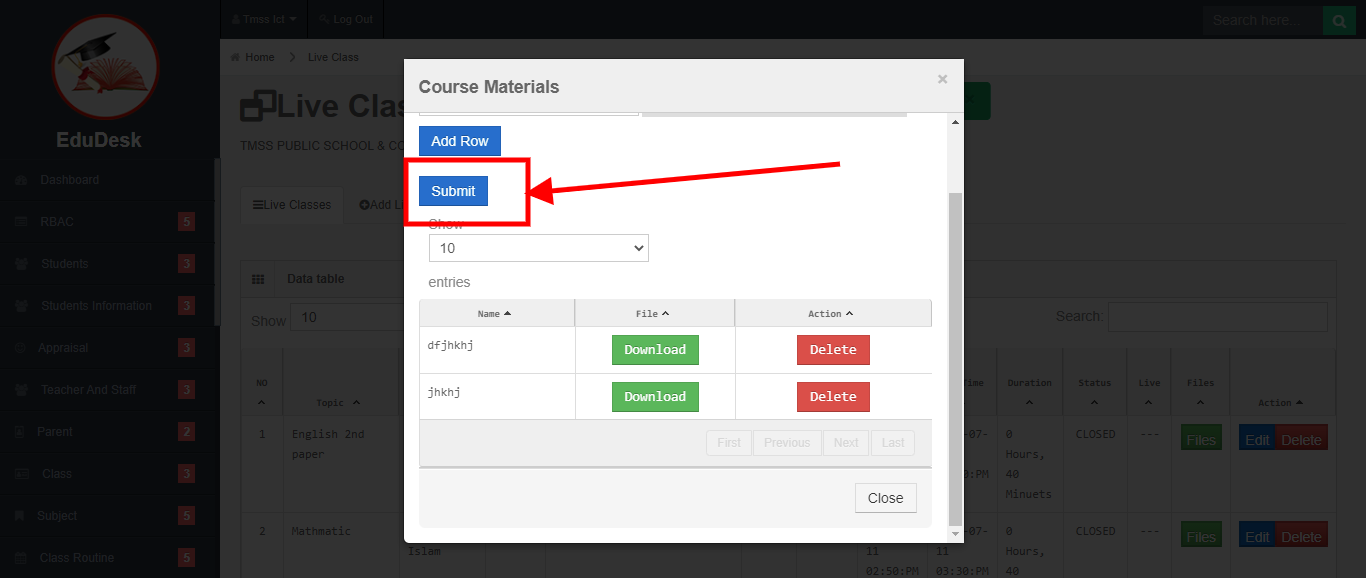 Tmss Ict
Log Out
Search here...
EduDesk
Home
Live Class
Live Clas
TMSS PUBLIC SCHOOL & CO
Dashboard
RBAC 5
Students 3
Students Information 3
Appraisal 3
Teacher And Staff 3
Parent 2
Class 3
Subject 5
Class Routine 5
Live Classes
Add Li
Data table
Show 10
Search:
Course Materials
×
Add Row
Submit
Show
10
entries
Name File Action
dfjhkhj Download Delete
jhkhj Download Delete
First Previous Next Last
Close
NO Topic Time Duration Status Live Files Action
1 English 2nd -07- 0 CLOSED --- Files Edit Delete
paper Hours,
0:PM 40
Minuets
2 Mathmatic -07- 0 CLOSED --- Files Edit Delete
Islam 11 11 Hours,
02:50:PM 03:30:PM 40